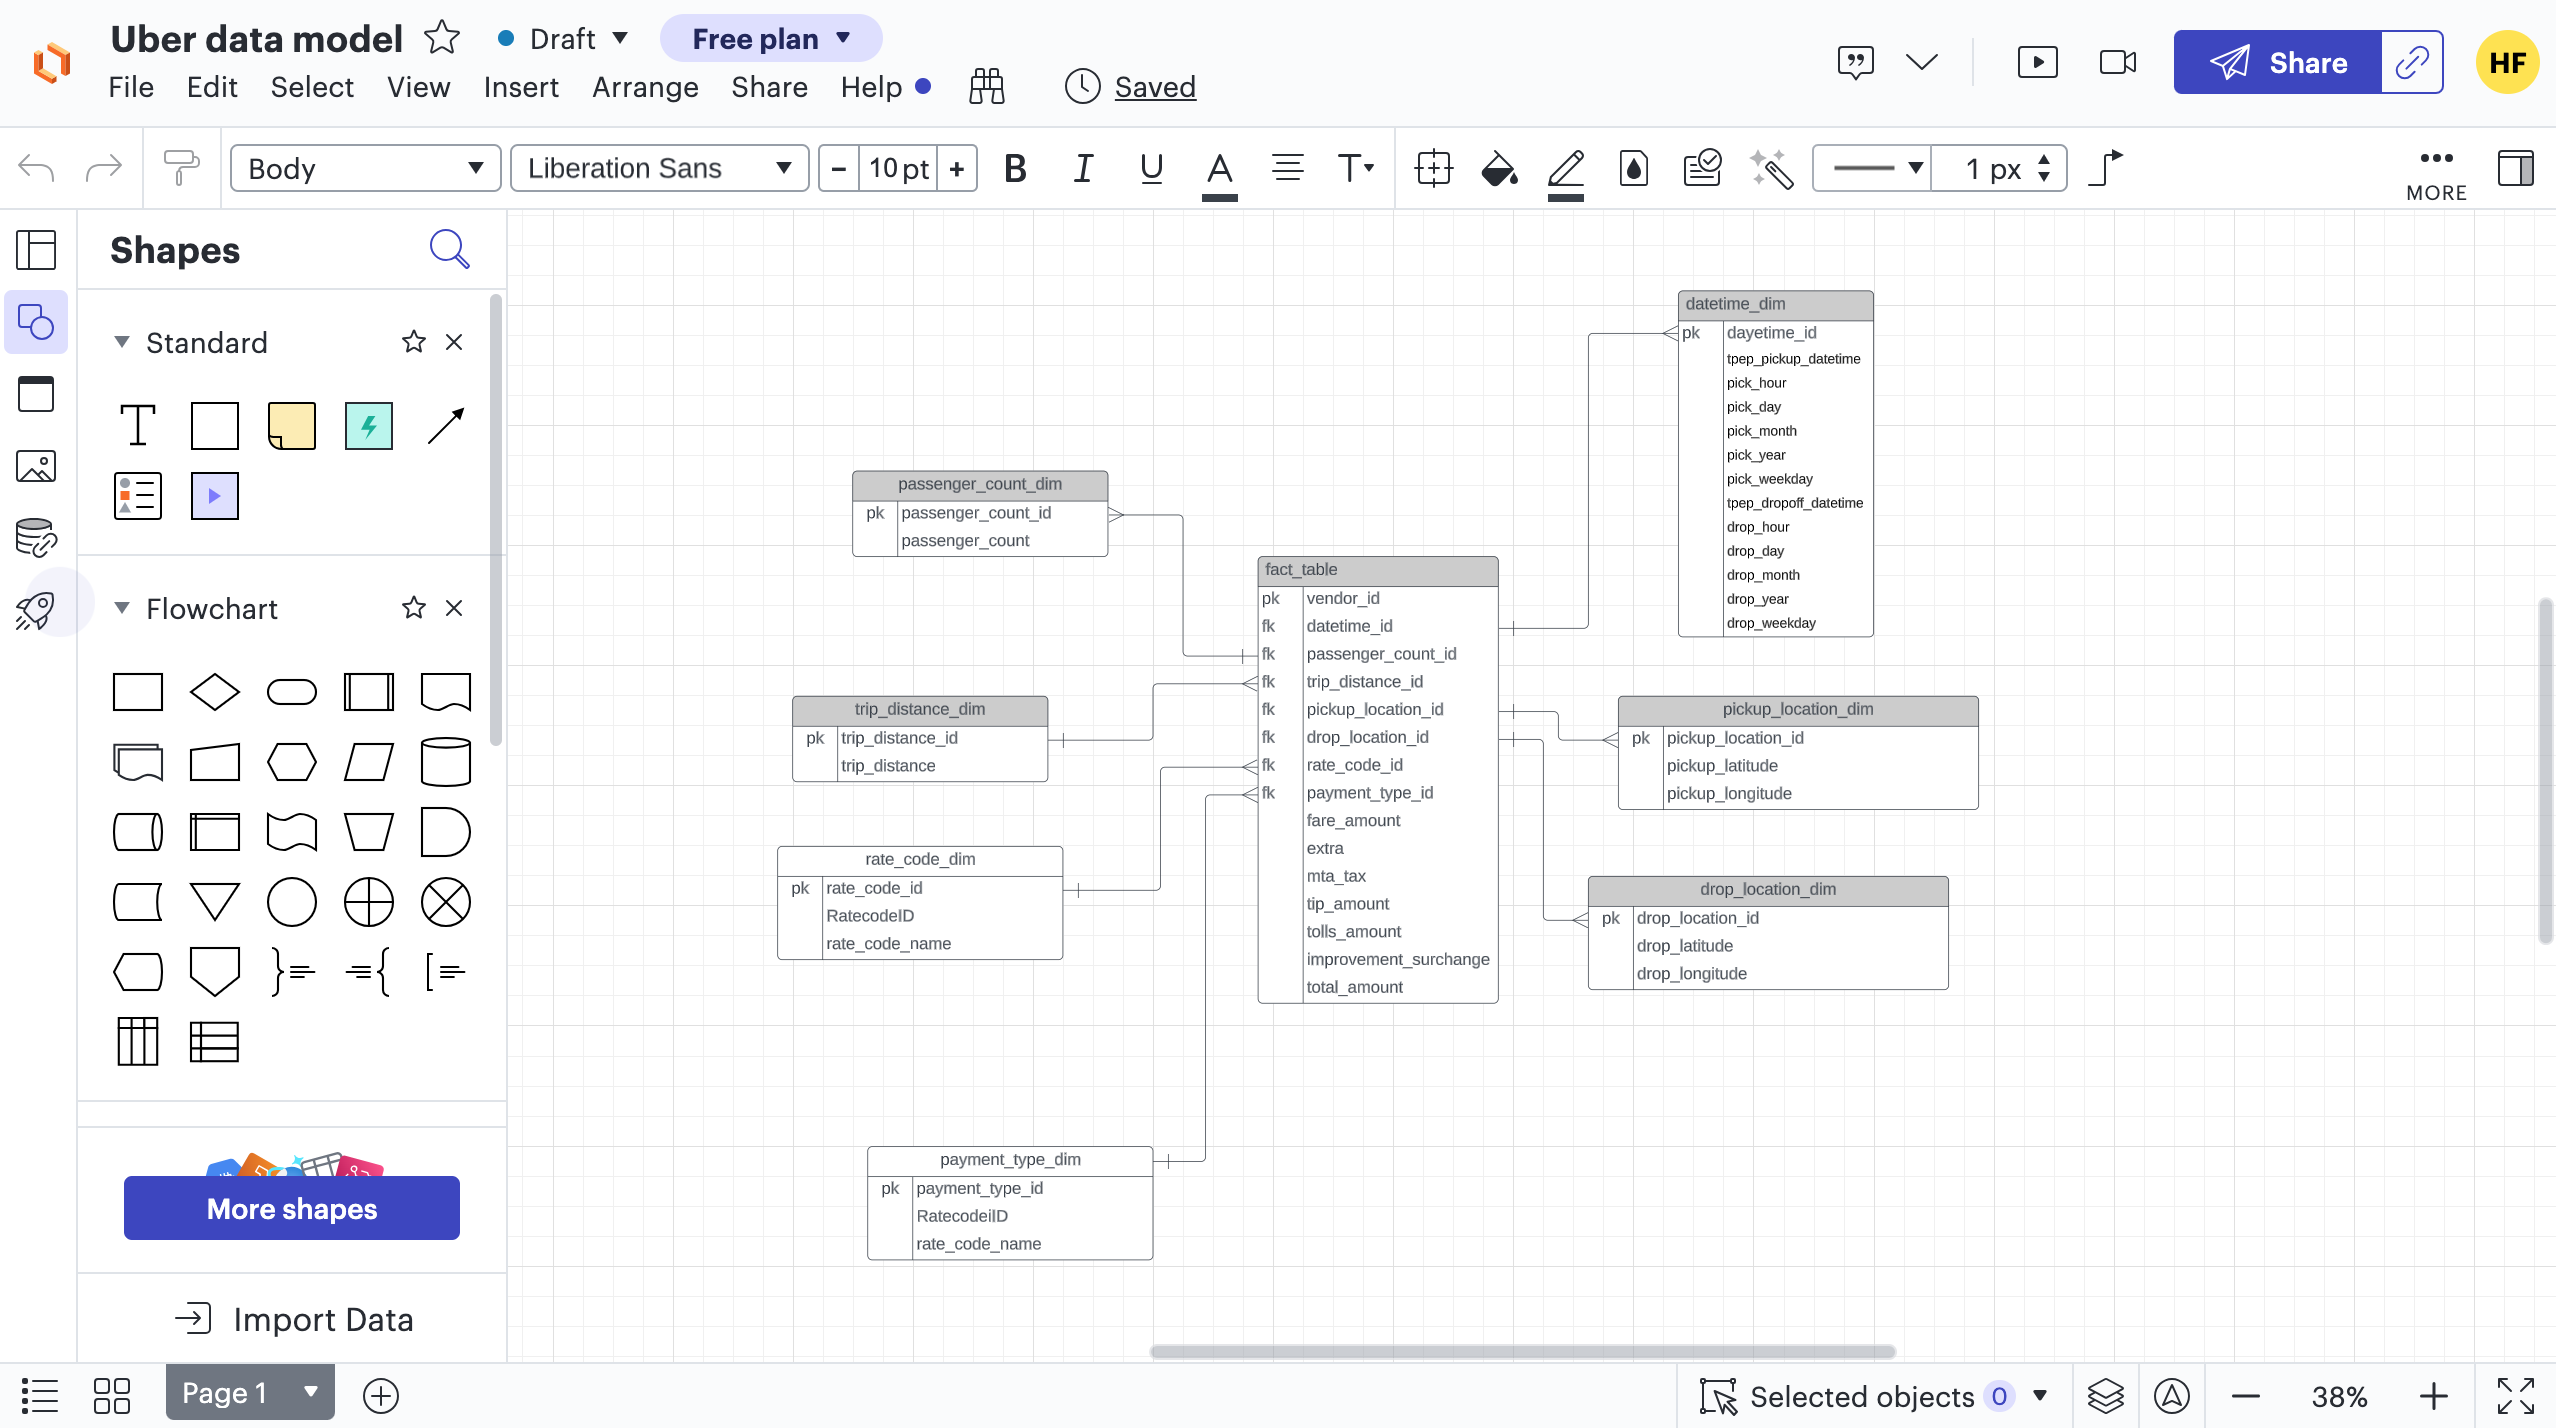 Uber data model
Draft
Free plan
File Edit Select View Insert Arrange Share Help Saved
Share
HF
Body
Liberation Sans
10 pt
B I U A T
1 px
MORE
Shapes
Standard
T
Flowchart
More shapes
Import Data
passenger_count_dim
pk passenger_count_id
passenger_count
trip_distance_dim
pk trip_distance_id
trip_distance
rate_code_dim
pk rate_code_id
RatecodeID
rate_code_name
payment_type_dim
pk payment_type_id
RatecodeiID
rate_code_name
fact_table
pk vendor_id
fk datetime_id
fk passenger_count_id
fk trip_distance_id
fk pickup_location_id
fk drop_location_id
fk rate_code_id
fk payment_type_id
fare_amount
extra
mta_tax
tip_amount
tolls_amount
improvement_surcharge
total_amount
datetime_dim
pk dayetime_id
tpep_pickup_datetime
pick_hour
pick_day
pick_month
pick_year
pick_weekday
tpep_dropoff_datetime
drop_hour
drop_day
drop_month
drop_year
drop_weekday
pickup_location_dim
pk pickup_location_id
pickup_latitude
pickup_longitude
drop_location_dim
pk drop_location_id
drop_latitude
drop_longitude
Page 1
Selected objects 0
38%